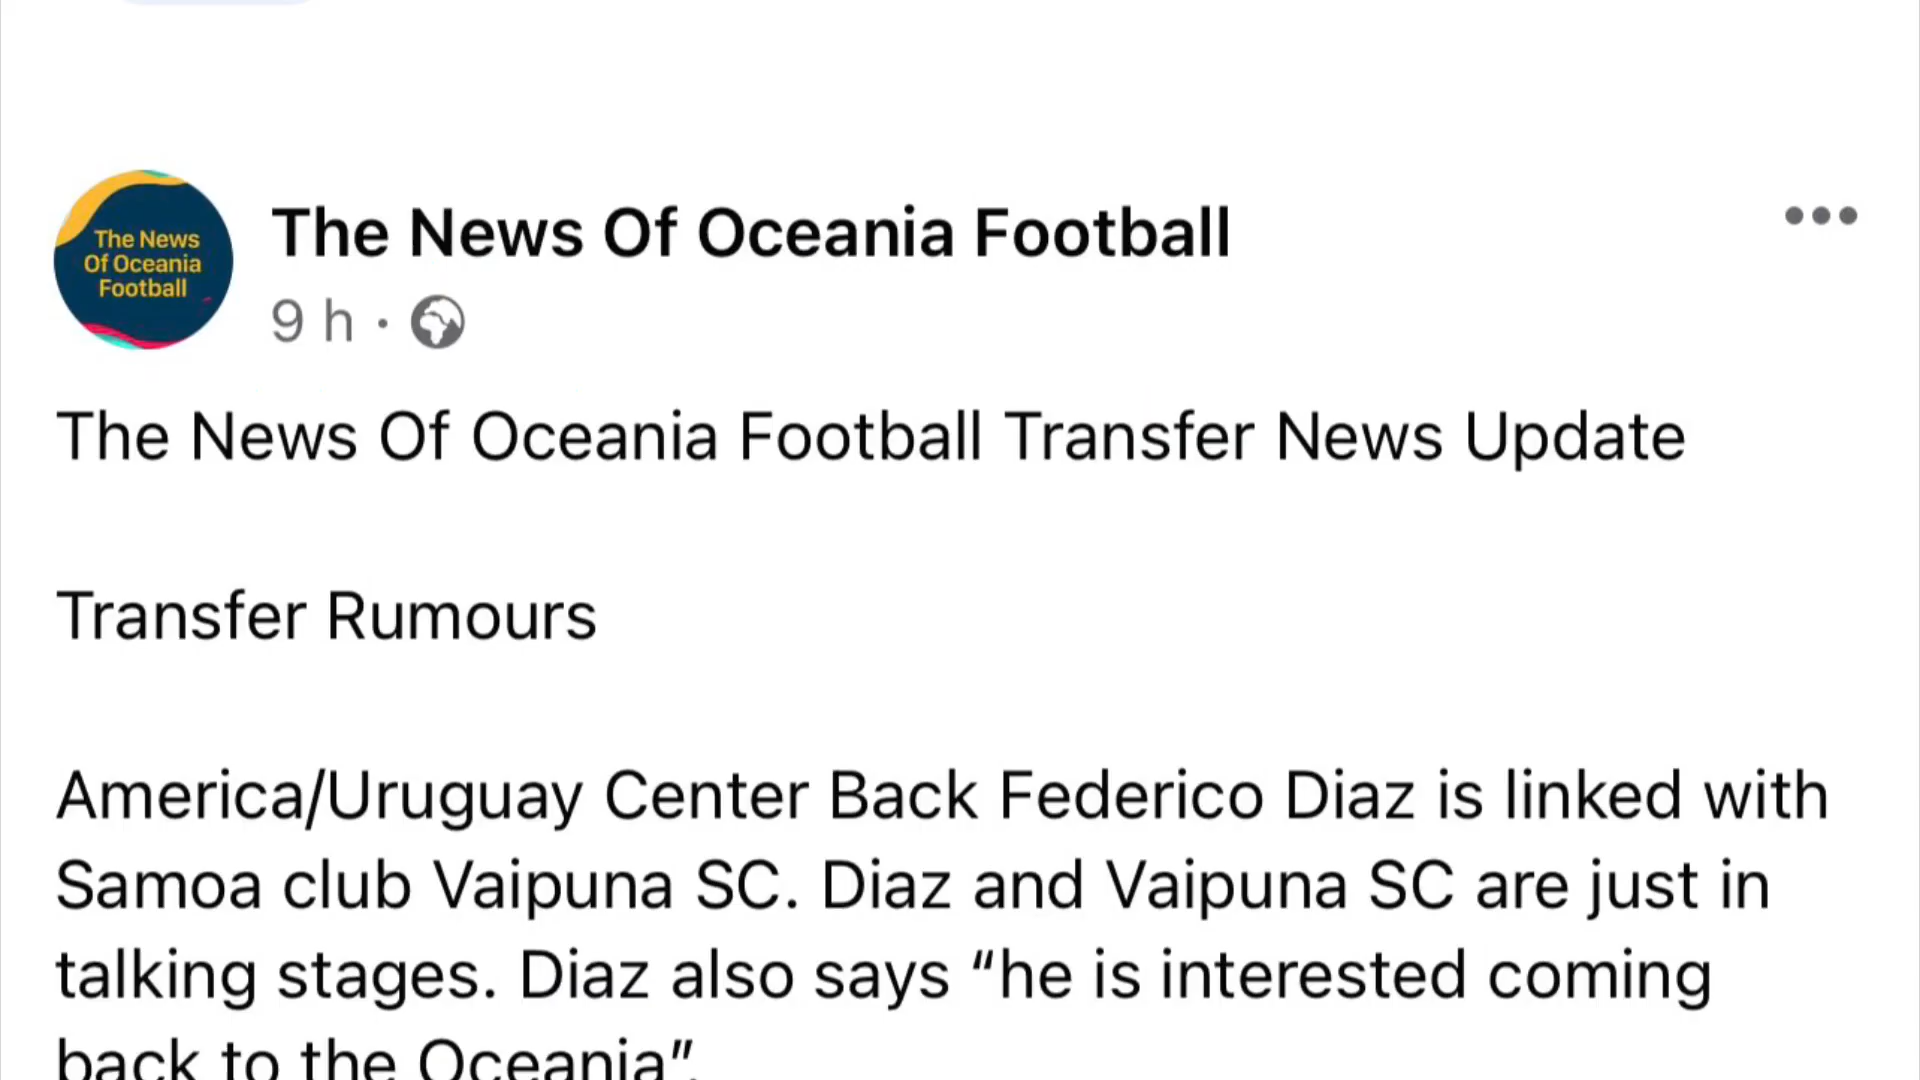 The News
Of Oceania
Football
The News Of Oceania Football
9 h ·
The News Of Oceania Football Transfer News Update
Transfer Rumours
America/Uruguay Center Back Federico Diaz is linked with
Samoa club Vaipuna SC. Diaz and Vaipuna SC are just in
talking stages. Diaz also says “he is interested coming
back to the Oceania”.